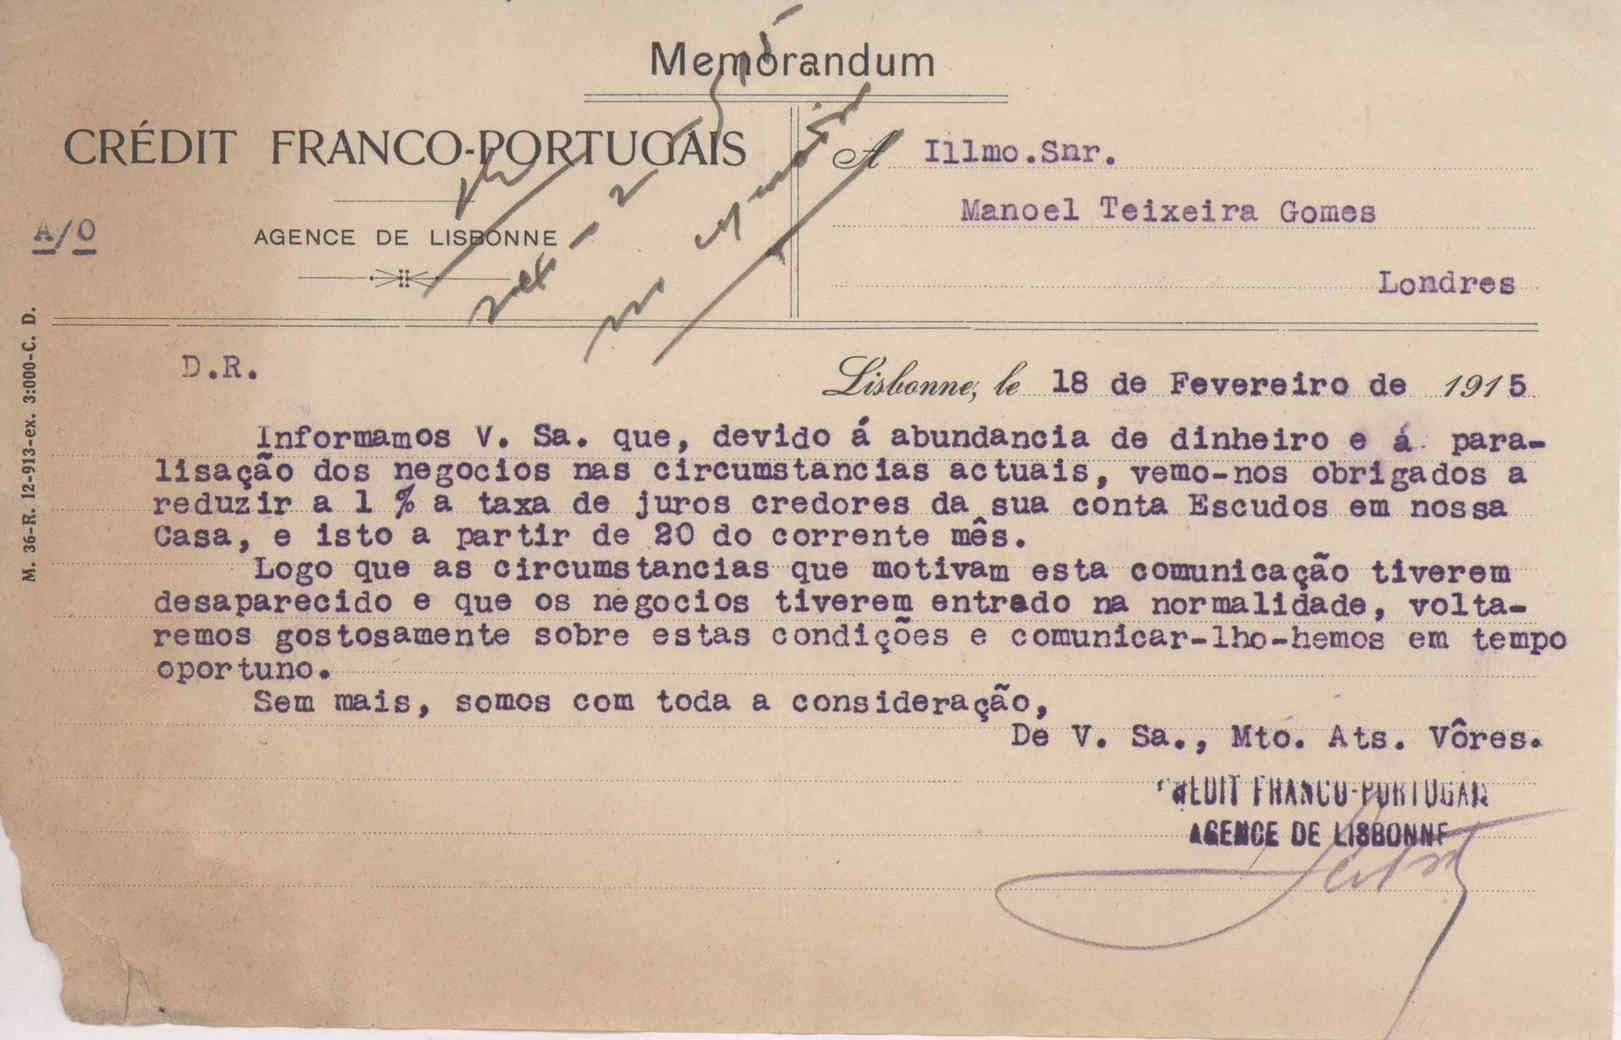 Memorandum
CRÉDIT FRANCO-PORTUGAIS
AGENCE DE LISBONNE
A/O
A Illmo.Snr.
Manoel Teixeira Gomes
Londres
M. 36-R. 12-913-ex. 3:000-C. D.
D.R.
Lisbonne, le 18 de Fevereiro de 1915
Informamos V. Sa. que, devido á abundancia de dinheiro e á para-
lisação dos negocios nas circumstancias actuais, vemo-nos obrigados a
reduzir a 1 % a taxa de juros credores da sua conta Escudos em nossa
Casa, e isto a partir de 20 do corrente mês.
Logo que as circumstancias que motivam esta comunicação tiverem
desaparecido e que os negocios tiverem entrado na normalidade, volta-
remos gostosamente sobre estas condições e comunicar-lho-hemos em tempo
oportuno.
Sem mais, somos com toda a consideração,
De V. Sa., Mto. Ats. Vôres.
CRÉDIT FRANCO-PORTUGAIS
AGENCE DE LISBONNE